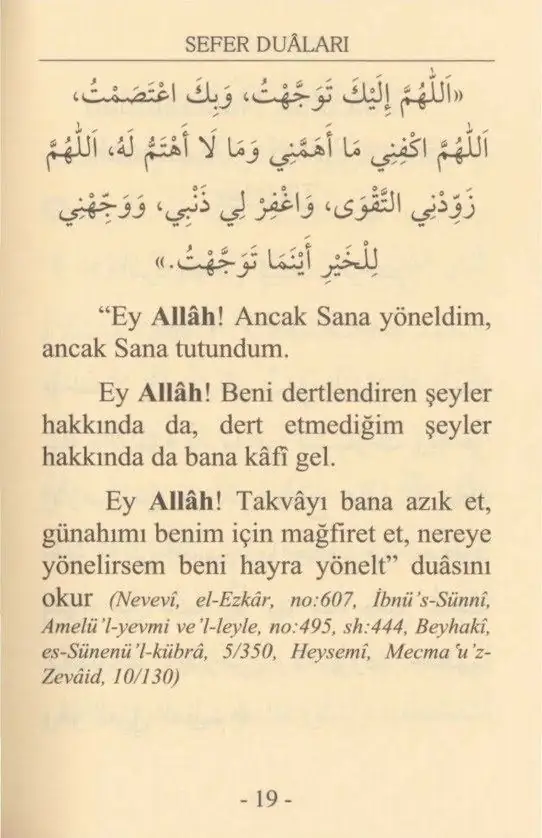 SEFER DUÂLARI
«اَللّٰهُمَّ إِلَيْكَ تَوَجَّهْتُ، وَبِكَ اعْتَصَمْتُ،
اَللّٰهُمَّ اكْفِنِي مَا أَهَمَّنِي وَمَا لَا أَهْتَمُّ لَهُ، اَللّٰهُمَّ
زَوِّدْنِي التَّقْوَى، وَاغْفِرْ لِي ذَنْبِي، وَوَجِّهْنِي
لِلْخَيْرِ أَيْنَمَا تَوَجَّهْتُ.»
“Ey Allâh! Ancak Sana yöneldim,
ancak Sana tutundum.
Ey Allâh! Beni dertlendiren şeyler
hakkında da, dert etmediğim şeyler
hakkında da bana kâfî gel.
Ey Allâh! Takvâyı bana azık et,
günahımı benim için mağfiret et, nereye
yönelirsem beni hayra yönelt” duâsını
okur (Nevevî, el-Ezkâr, no:607, İbnü's-Sünnî,
Amelü'l-yevmi ve'l-leyle, no:495, sh:444, Beyhakî,
es-Sünenü'l-kübrâ, 5/350, Heysemî, Mecma‘u'z-
Zevâid, 10/130)
- 19 -